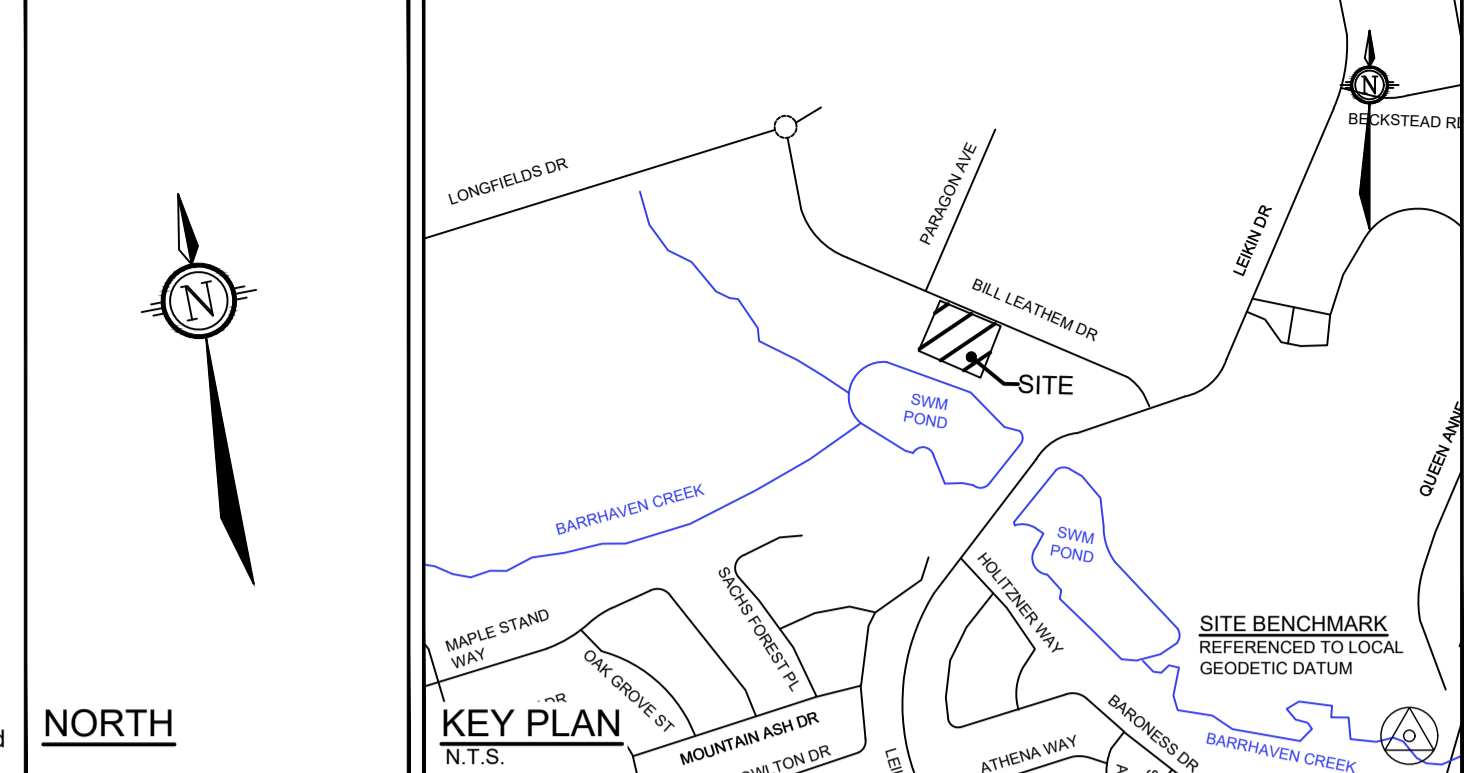 N
NORTH
LONGFIELDS DR
PARAGON AVE
BILL LEATHEM DR
LEIKIN DR
N
BECKSTEAD RD
SITE
SWM
POND
BARRHAVEN CREEK
QUEEN ANNE
SWM
POND
HOLITZNER WAY
SACHS FOREST PL
MAPLE STAND
WAY
OAK GROVE ST
SITE BENCHMARK
REFERENCED TO LOCAL
GEODETIC DATUM
DR
MOUNTAIN ASH DR
BARONESS DR
ATHENA WAY
BARRHAVEN CREEK
KEY PLAN
N.T.S.